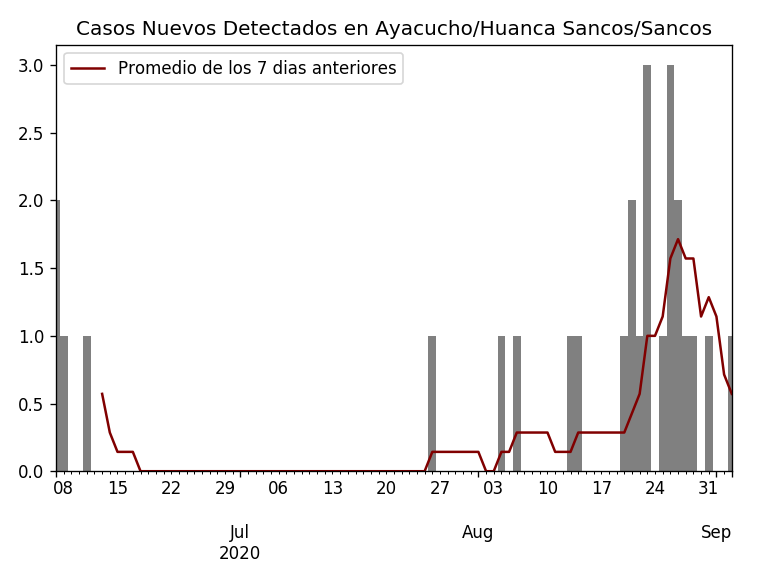 Casos Nuevos Detectados en Ayacucho/Huanca Sancos/Sancos
Promedio de los 7 dias anteriores
3.0
2.5
2.0
1.5
1.0
0.5
0.0
08 15 22 29 06 13 20 27 03 10 17 24 31
Jul Aug Sep
2020